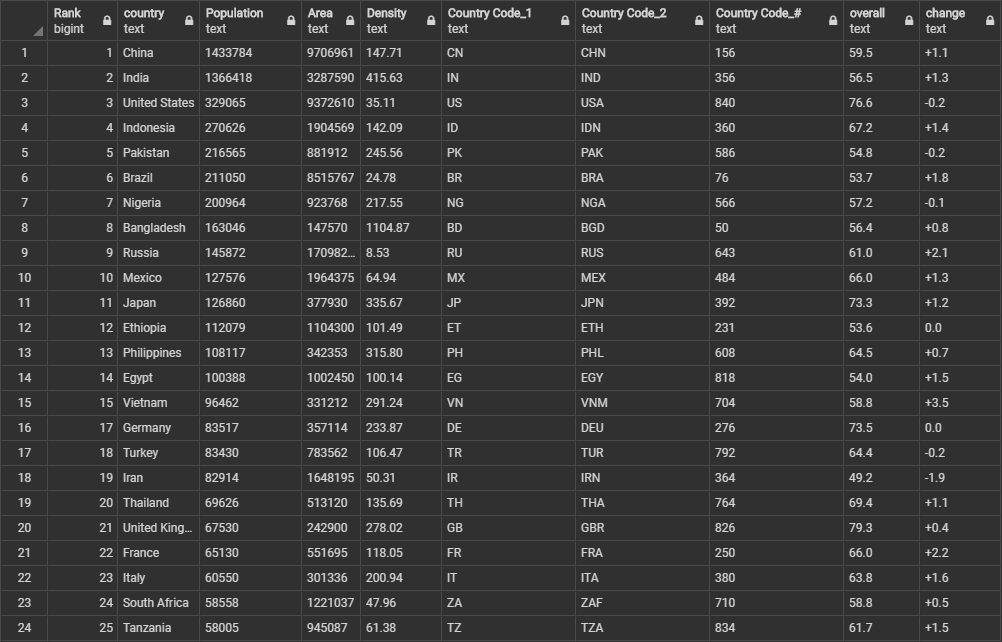 Rank country Population Area Density Country Code_1 Country Code_2 Country Code_# overall change
bigint text text text text text text text text text
1 1 China 1433784 9706961 147.71 CN CHN 156 59.5 +1.1
2 2 India 1366418 3287590 415.63 IN IND 356 56.5 +1.3
3 3 United States 329065 9372610 35.11 US USA 840 76.6 -0.2
4 4 Indonesia 270626 1904569 142.09 ID IDN 360 67.2 +1.4
5 5 Pakistan 216565 881912 245.56 PK PAK 586 54.8 -0.2
6 6 Brazil 211050 8515767 24.78 BR BRA 76 53.7 +1.8
7 7 Nigeria 200964 923768 217.55 NG NGA 566 57.2 -0.1
8 8 Bangladesh 163046 147570 1104.87 BD BGD 50 56.4 +0.8
9 9 Russia 145872 170982... 8.53 RU RUS 643 61.0 +2.1
10 10 Mexico 127576 1964375 64.94 MX MEX 484 66.0 +1.3
11 11 Japan 126860 377930 335.67 JP JPN 392 73.3 +1.2
12 12 Ethiopia 112079 1104300 101.49 ET ETH 231 53.6 0.0
13 13 Philippines 108117 342353 315.80 PH PHL 608 64.5 +0.7
14 14 Egypt 100388 1002450 100.14 EG EGY 818 54.0 +1.5
15 15 Vietnam 96462 331212 291.24 VN VNM 704 58.8 +3.5
16 17 Germany 83517 357114 233.87 DE DEU 276 73.5 0.0
17 18 Turkey 83430 783562 106.47 TR TUR 792 64.4 -0.2
18 19 Iran 82914 1648195 50.31 IR IRN 364 49.2 -1.9
19 20 Thailand 69626 513120 135.69 TH THA 764 69.4 +1.1
20 21 United King... 67530 242900 278.02 GB GBR 826 79.3 +0.4
21 22 France 65130 551695 118.05 FR FRA 250 66.0 +2.2
22 23 Italy 60550 301336 200.94 IT ITA 380 63.8 +1.6
23 24 South Africa 58558 1221037 47.96 ZA ZAF 710 58.8 +0.5
24 25 Tanzania 58005 945087 61.38 TZ TZA 834 61.7 +1.5